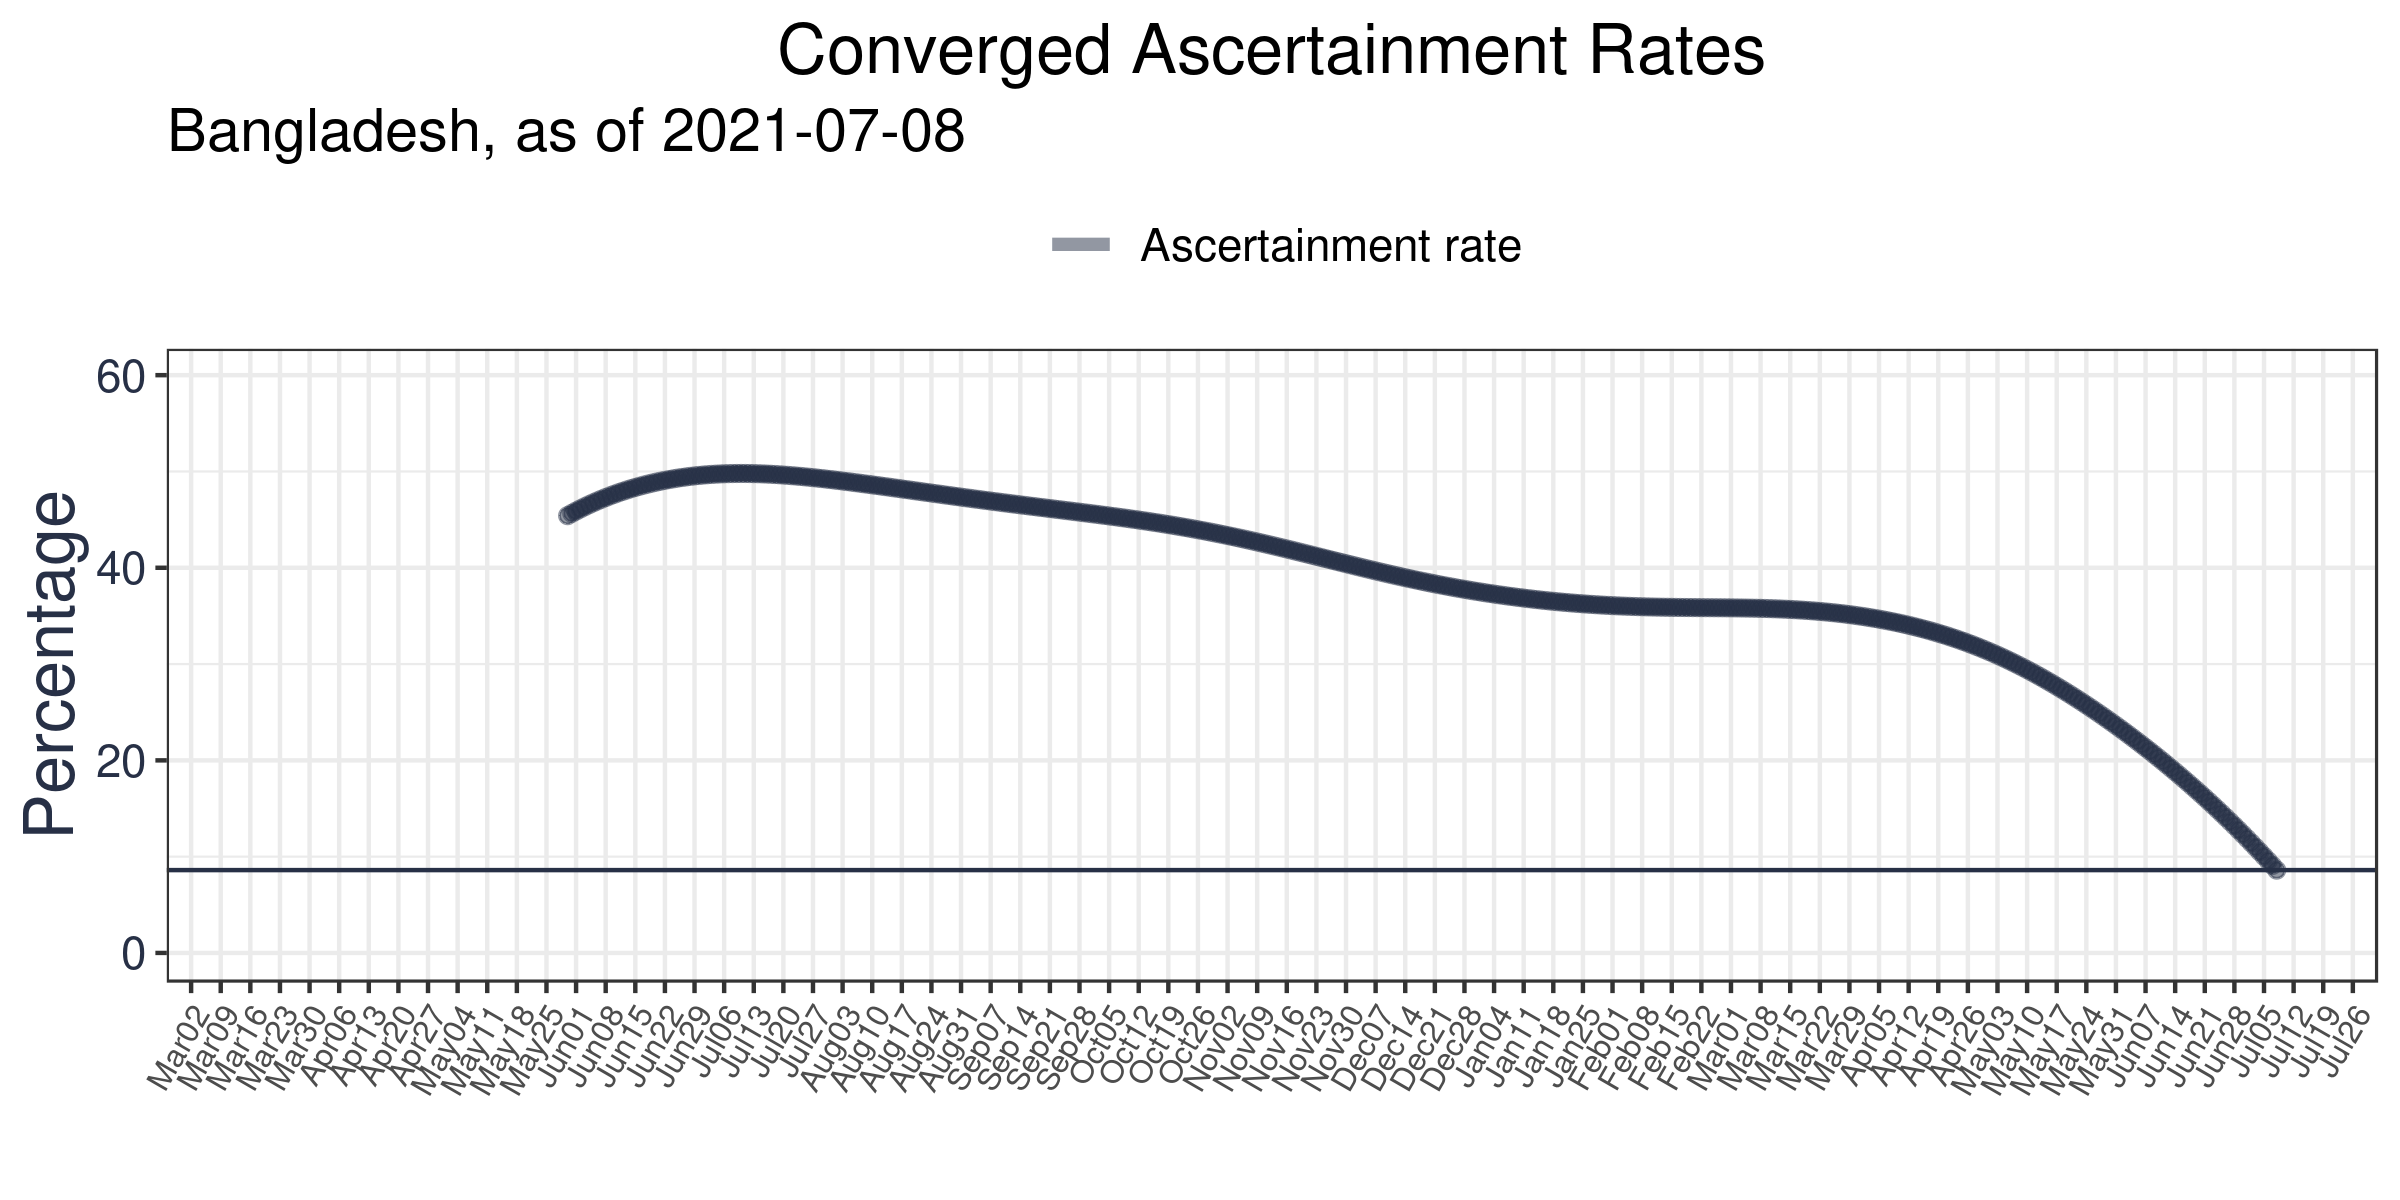 Converged Ascertainment Rates
Bangladesh, as of 2021-07-08
Ascertainment rate
Percentage
60
40
20
0
Mar02 Mar09 Mar16 Mar23 Mar30 Apr06 Apr13 Apr20 Apr27 May04 May11 May18 May25 Jun01 Jun08 Jun15 Jun22 Jun29 Jul06 Jul13 Jul20 Jul27 Aug03 Aug10 Aug17 Aug24 Aug31 Sep07 Sep14 Sep21 Sep28 Oct05 Oct12 Oct19 Oct26 Nov02 Nov09 Nov16 Nov23 Nov30 Dec07 Dec14 Dec21 Dec28 Jan04 Jan11 Jan18 Jan25 Feb01 Feb08 Feb15 Feb22 Mar01 Mar08 Mar15 Mar22 Mar29 Apr05 Apr12 Apr19 Apr26 May03 May10 May17 May24 May31 Jun07 Jun14 Jun21 Jun28 Jul05 Jul12 Jul19 Jul26